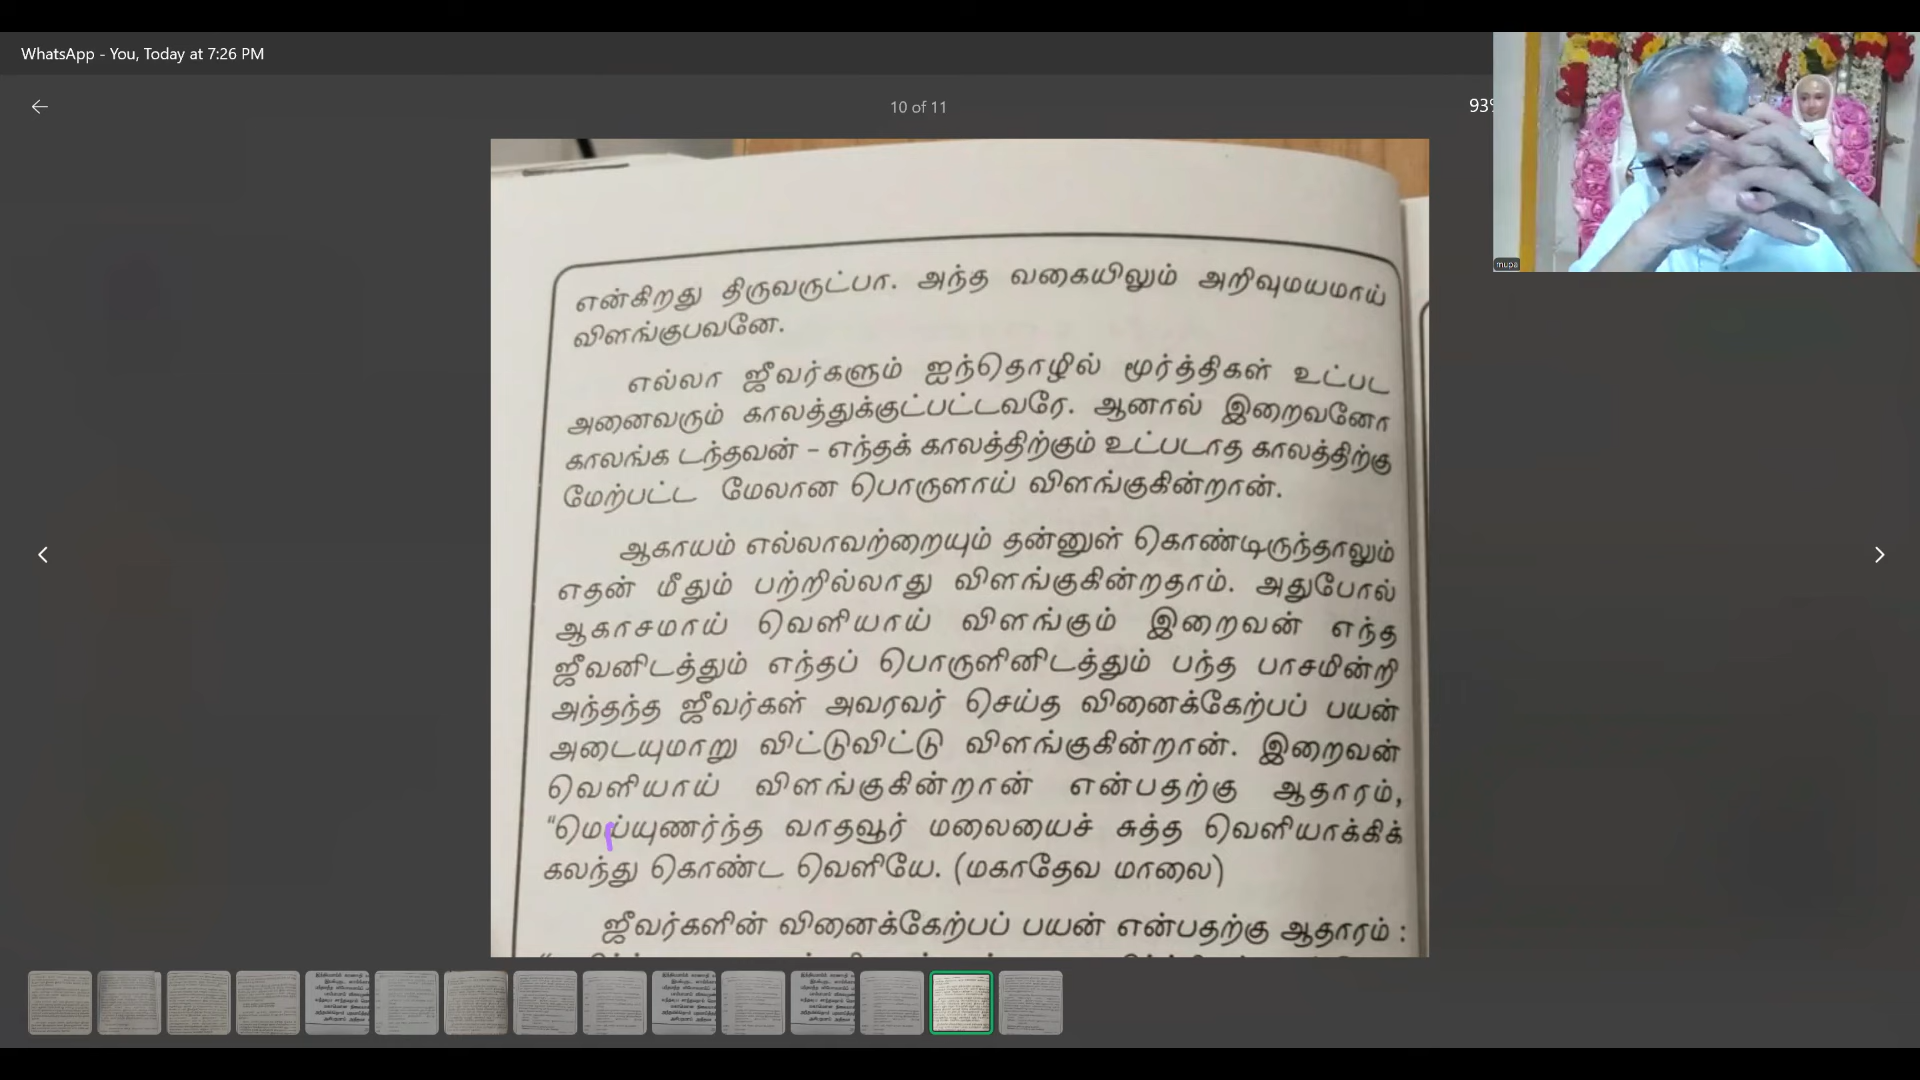 WhatsApp - You, Today at 7:26 PM
10 of 11
93%
mupa
என்கிறது திருவருட்பா. அந்த வகையிலும் அறிவுமயமாய்
விளங்குபவனே.
எல்லா ஜீவர்களும் ஐந்தொழில் மூர்த்திகள் உட்பட
அனைவரும் காலத்துக்குட்பட்டவரே. ஆனால் இறைவனோ
காலங்க டந்தவன் – எந்தக் காலத்திற்கும் உட்படாத காலத்திற்கு
மேற்பட்ட மேலான பொருளாய் விளங்குகின்றான்.
ஆகாயம் எல்லாவற்றையும் தன்னுள் கொண்டிருந்தாலும்
எதன் மீதும் பற்றில்லாது விளங்குகின்றதாம். அதுபோல்
ஆகாசமாய் வெளியாய் விளங்கும் இறைவன் எந்த
ஜீவனிடத்தும் எந்தப் பொருளினிடத்தும் பந்த பாசமின்றி
அந்தந்த ஜீவர்கள் அவரவர் செய்த வினைக்கேற்பப் பயன்
அடையுமாறு விட்டுவிட்டு விளங்குகின்றான். இறைவன்
வெளியாய் விளங்குகின்றான் என்பதற்கு ஆதாரம்,
“மெய்யுணர்ந்த வாதவூர் மலையைச் சுத்த வெளியாக்கிக்
கலந்து கொண்ட வெளியே. (மகாதேவ மாலை)
ஜீவர்களின் வினைக்கேற்பப் பயன் என்பதற்கு ஆதாரம் :